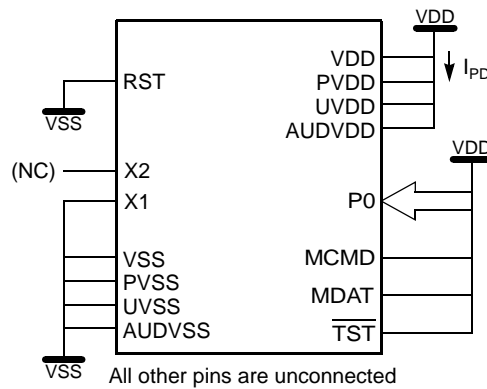 VDD
VDD
PVDD
UVDD
AUDVDD
IPD
RST
VSS
VDD
(NC)
X2
X1
P0
VSS
PVSS
UVSS
AUDVSS
MCMD
MDAT
TST
VSS
All other pins are unconnected